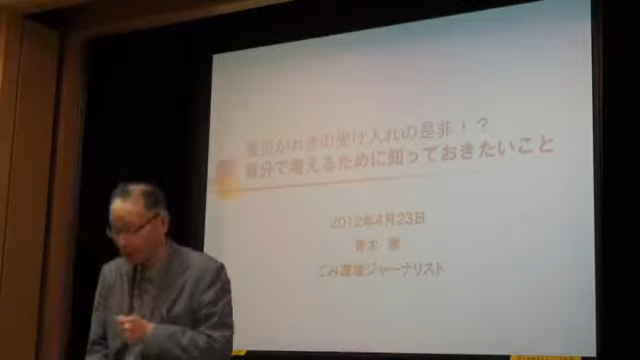 震災がれきの受け入れの是非！？
自分で考えるために知っておきたいこと
2012年4月23日
青木
ごみ環境ジャーナリスト